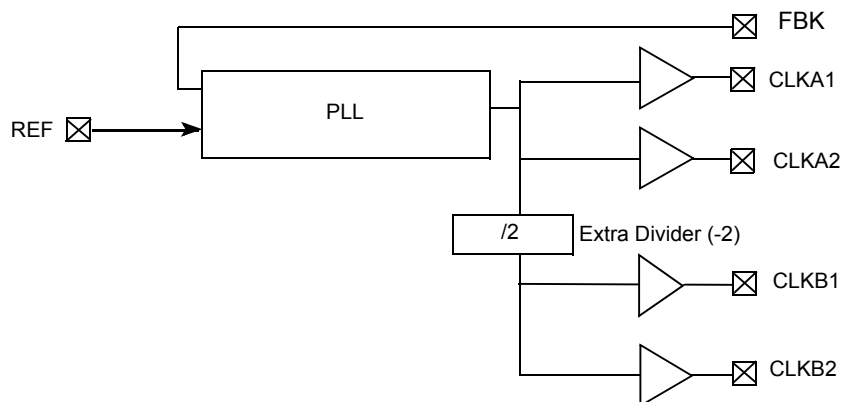 FBK
CLKA1
PLL
REF
CLKA2
/2
Extra Divider (-2)
CLKB1
CLKB2